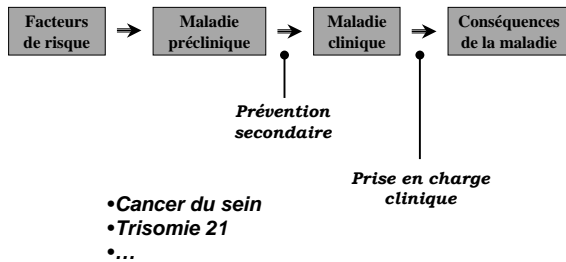 Facteurs
de risque
Maladie
préclinique
Maladie
clinique
Conséquences
de la maladie
Prévention
secondaire
Prise en charge
clinique
•Cancer du sein
•Trisomie 21
•...